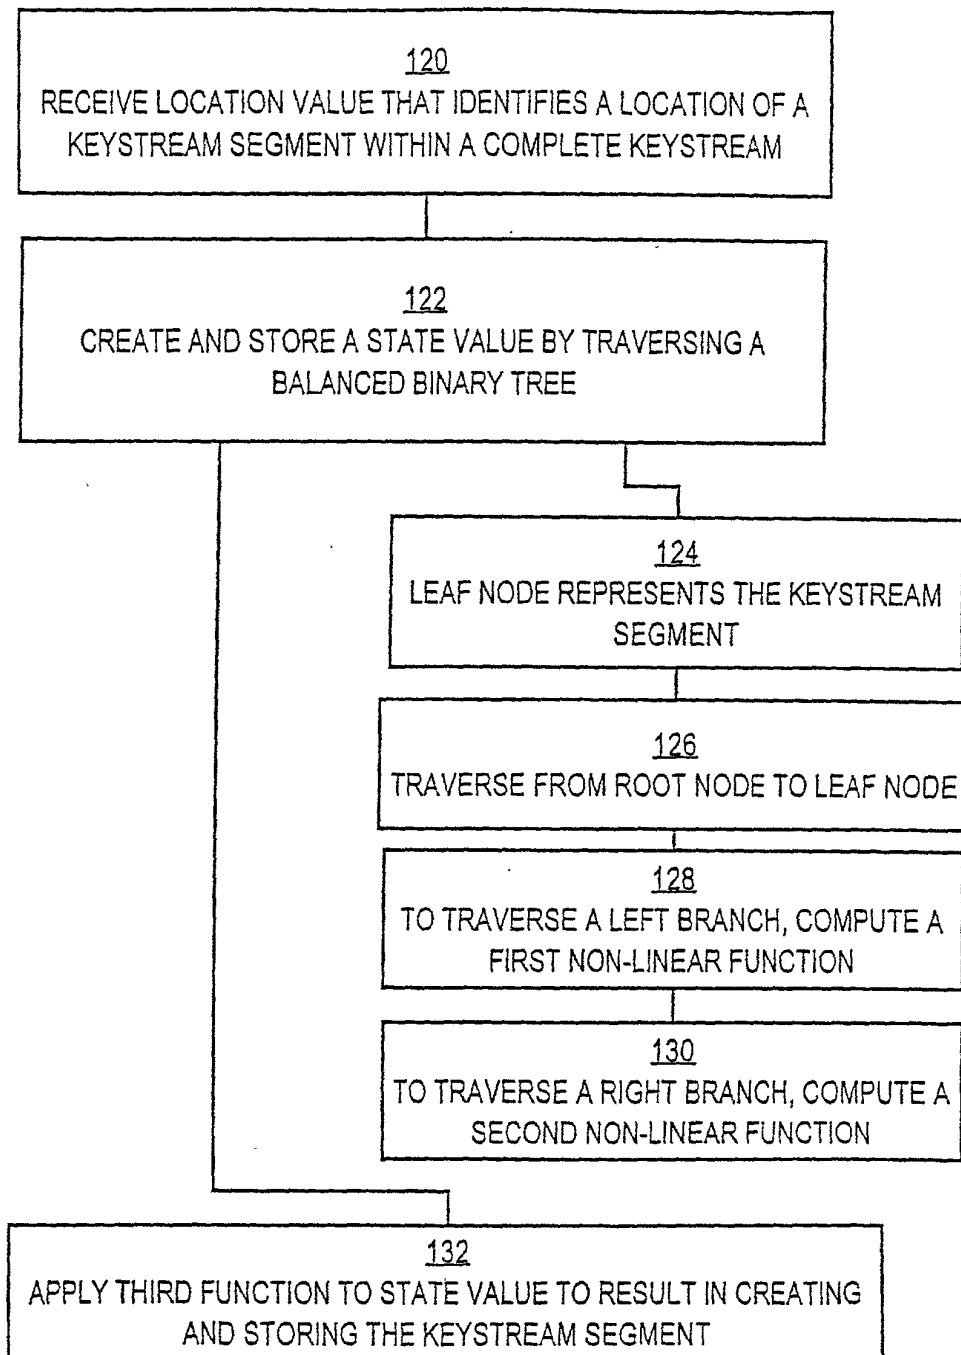 120
RECEIVE LOCATION VALUE THAT IDENTIFIES A LOCATION OF A
KEYSTREAM SEGMENT WITHIN A COMPLETE KEYSTREAM
122
CREATE AND STORE A STATE VALUE BY TRAVERSING A
BALANCED BINARY TREE
124
LEAF NODE REPRESENTS THE KEYSTREAM
SEGMENT
126
TRAVERSE FROM ROOT NODE TO LEAF NODE
128
TO TRAVERSE A LEFT BRANCH, COMPUTE A
FIRST NON-LINEAR FUNCTION
130
TO TRAVERSE A RIGHT BRANCH, COMPUTE A
SECOND NON-LINEAR FUNCTION
132
APPLY THIRD FUNCTION TO STATE VALUE TO RESULT IN CREATING
AND STORING THE KEYSTREAM SEGMENT